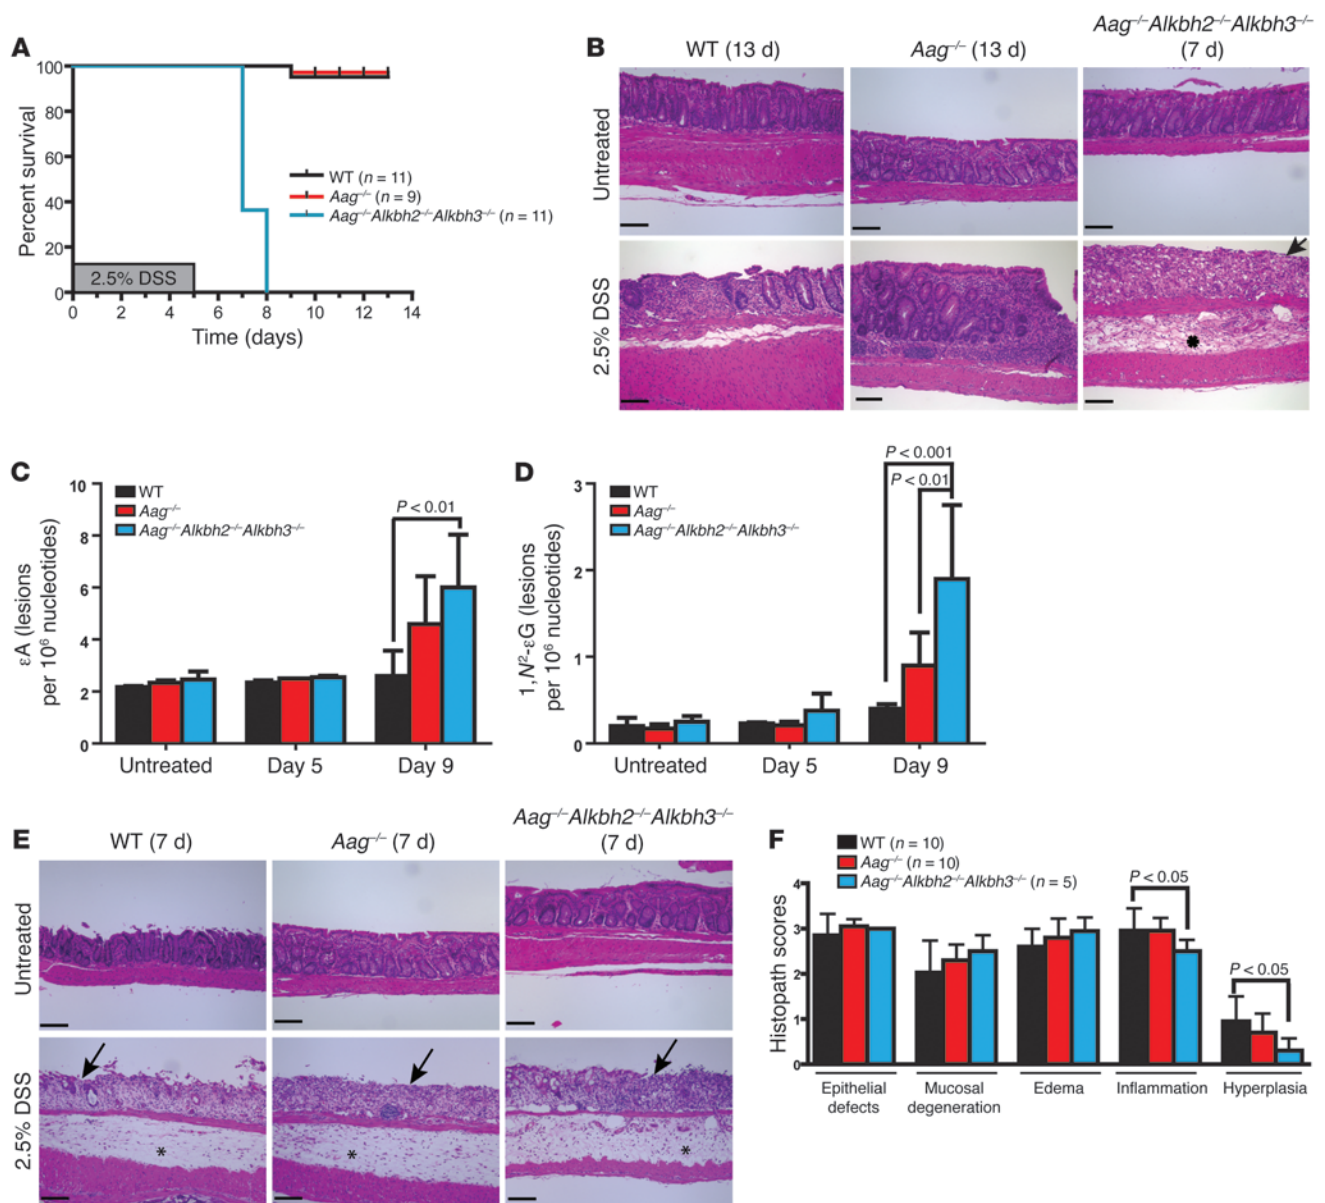 A
Percent survival
100
80
60
40
20
0
WT (n = 11)
Aag–/– (n = 9)
Aag–/–Alkbh2–/–Alkbh3–/– (n = 11)
2.5% DSS
0 2 4 6 8 10 12 14
Time (days)
B
WT (13 d)
Aag–/– (13 d)
Aag–/–Alkbh2–/–Alkbh3–/–
(7 d)
Untreated
2.5% DSS
C
εA (lesions
per 10⁶ nucleotides)
10
8
6
4
2
0
WT
Aag–/–
Aag–/–Alkbh2–/–Alkbh3–/–
P < 0.01
Untreated Day 5 Day 9
D
1,N²-εG (lesions
per 10⁶ nucleotides)
3
2
1
0
WT
Aag–/–
Aag–/–Alkbh2–/–Alkbh3–/–
P < 0.001
P < 0.01
Untreated Day 5 Day 9
E
WT (7 d)
Aag–/– (7 d)
Aag–/–Alkbh2–/–Alkbh3–/–
(7 d)
Untreated
2.5% DSS
*
*
*
F
WT (n = 10)
Aag–/– (n = 10)
Aag–/–Alkbh2–/–Alkbh3–/– (n = 5)
Histopath scores
4
3
2
1
0
P < 0.05
P < 0.05
Epithelial
defects
Mucosal
degeneration
Edema
Inflammation
Hyperplasia